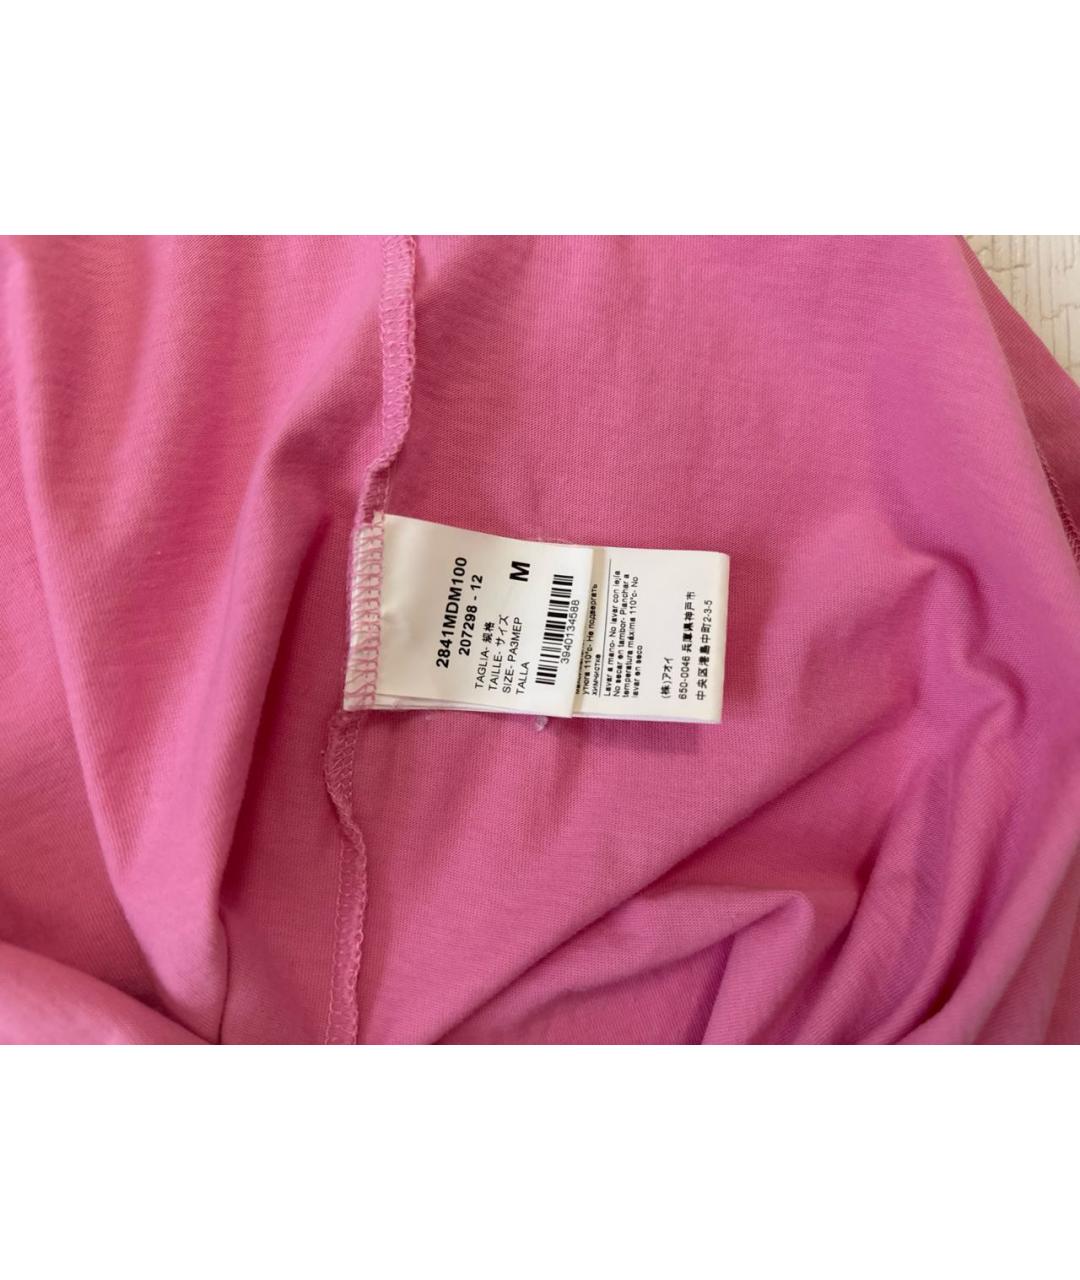 2841MDM100
207298 - 12
TAGLIA- 规格
TAILLE- サイズ
SIZE- РАЗМЕР
TALLA
M
3940134588
утюга 110°c- Не подвергать
химчистке
Lavar a mano- No lavar con lejía
No secar en tambor- Planchar a
temperatura máxima 110°c- No
lavar en seco
(株)アオイ
650-0046 兵庫県神戸市
中央区港島中町2-3-5